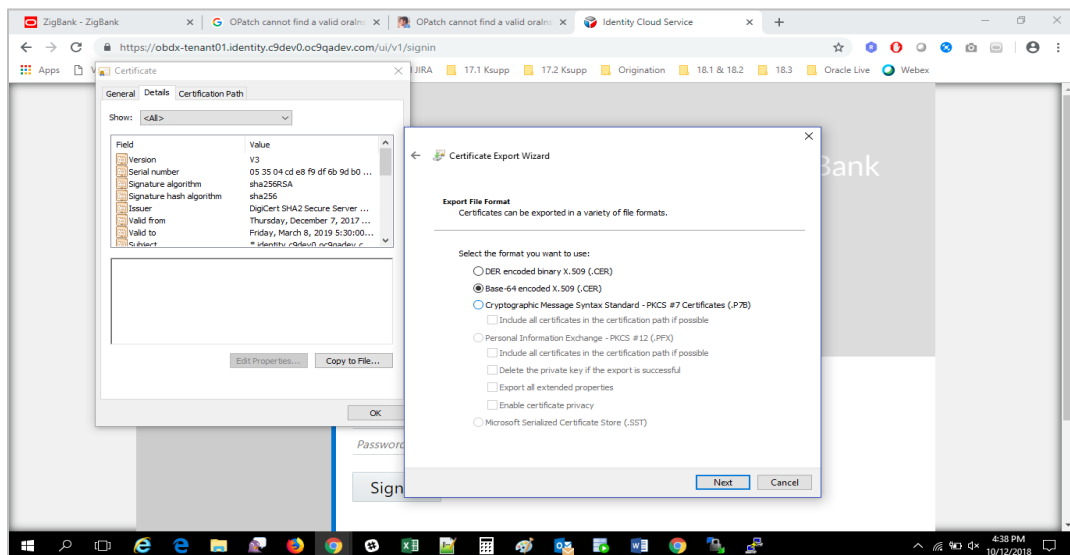 ZigBank - ZigBank
OPatch cannot find a valid oralns
OPatch cannot find a valid oralns
Identity Cloud Service
https://obdx-tenant01.identity.c9dev0.oc9qadev.com/ui/v1/signin
Apps
JIRA
17.1 Ksupp
17.2 Ksupp
Origination
18.1 & 18.2
18.3
Oracle Live
Webex
Certificate
General Details Certification Path
Show: <All>
Field Value
Version V3
Serial number 05 35 04 cd e8 f9 df 6b 9d b0 ...
Signature algorithm sha256RSA
Signature hash algorithm sha256
Issuer DigiCert SHA2 Secure Server ...
Valid from Thursday, December 7, 2017 ...
Valid to Friday, March 8, 2019 5:30:00...
Subject *.identity.c9dev0.oc9qadev.c...
Edit Properties... Copy to File...
OK
Bank
Certificate Export Wizard
Export File Format
Certificates can be exported in a variety of file formats.
Select the format you want to use:
DER encoded binary X.509 (.CER)
Base-64 encoded X.509 (.CER)
Cryptographic Message Syntax Standard - PKCS #7 Certificates (.P7B)
Include all certificates in the certification path if possible
Personal Information Exchange - PKCS #12 (.PFX)
Include all certificates in the certification path if possible
Delete the private key if the export is successful
Export all extended properties
Enable certificate privacy
Microsoft Serialized Certificate Store (.SST)
Next Cancel
Password
Sign
4:38 PM
10/12/2018